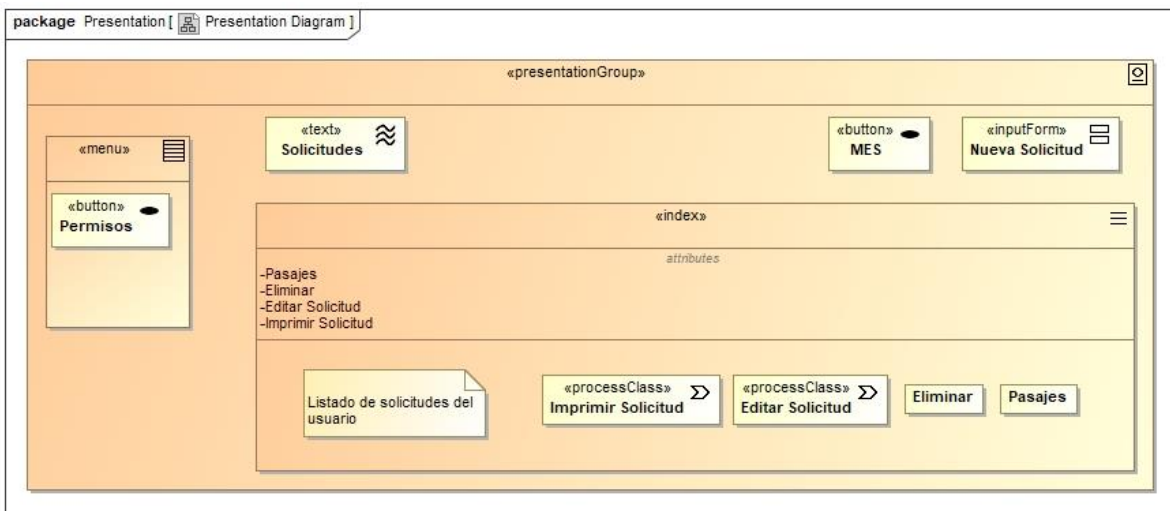 package Presentation [ Presentation Diagram ]
«presentationGroup»
«menu»
«button»
Permisos
«text»
Solicitudes
«button»
MES
«inputForm»
Nueva Solicitud
«index»
attributes
-Pasajes
-Eliminar
-Editar Solicitud
-Imprimir Solicitud
Listado de solicitudes del
usuario
«processClass»
Imprimir Solicitud
«processClass»
Editar Solicitud
Eliminar
Pasajes